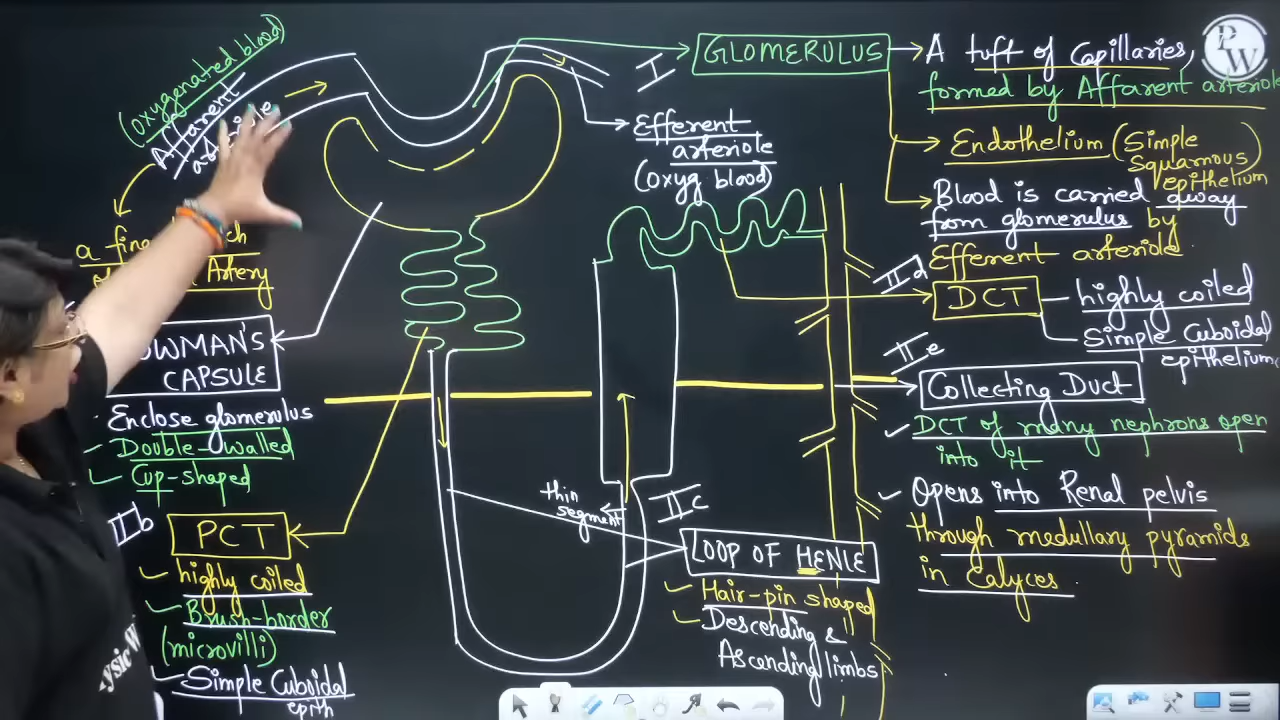 (oxygenated blood)
Affarent
arteriole
a fine
Artery
OWMAN'S
CAPSULE
Enclose glomerulus
Double-walled
Cup-shaped
IIb
PCT
highly coiled
Brush-border
(microvilli)
Simple Cuboidal
epith
I
GLOMERULUS
A tuft of Capillaries,
formed by Affarent arteriole
Endothelium (Simple
Squamous
epithelium)
Blood is carried away
from glomerulus by
Efferent arteriole
Efferent
arteriole
(oxyg blood)
IId
DCT
highly coiled
Simple Cuboidal
epithelium
IIe
Collecting Duct
DCT of many nephrons open
into it
Opens into Renal pelvis
through medullary pyramids
in Calyces.
thin
segment
IIc
LOOP OF HENLE
Hair-pin shaped
Descending &
Ascending limbs
PW